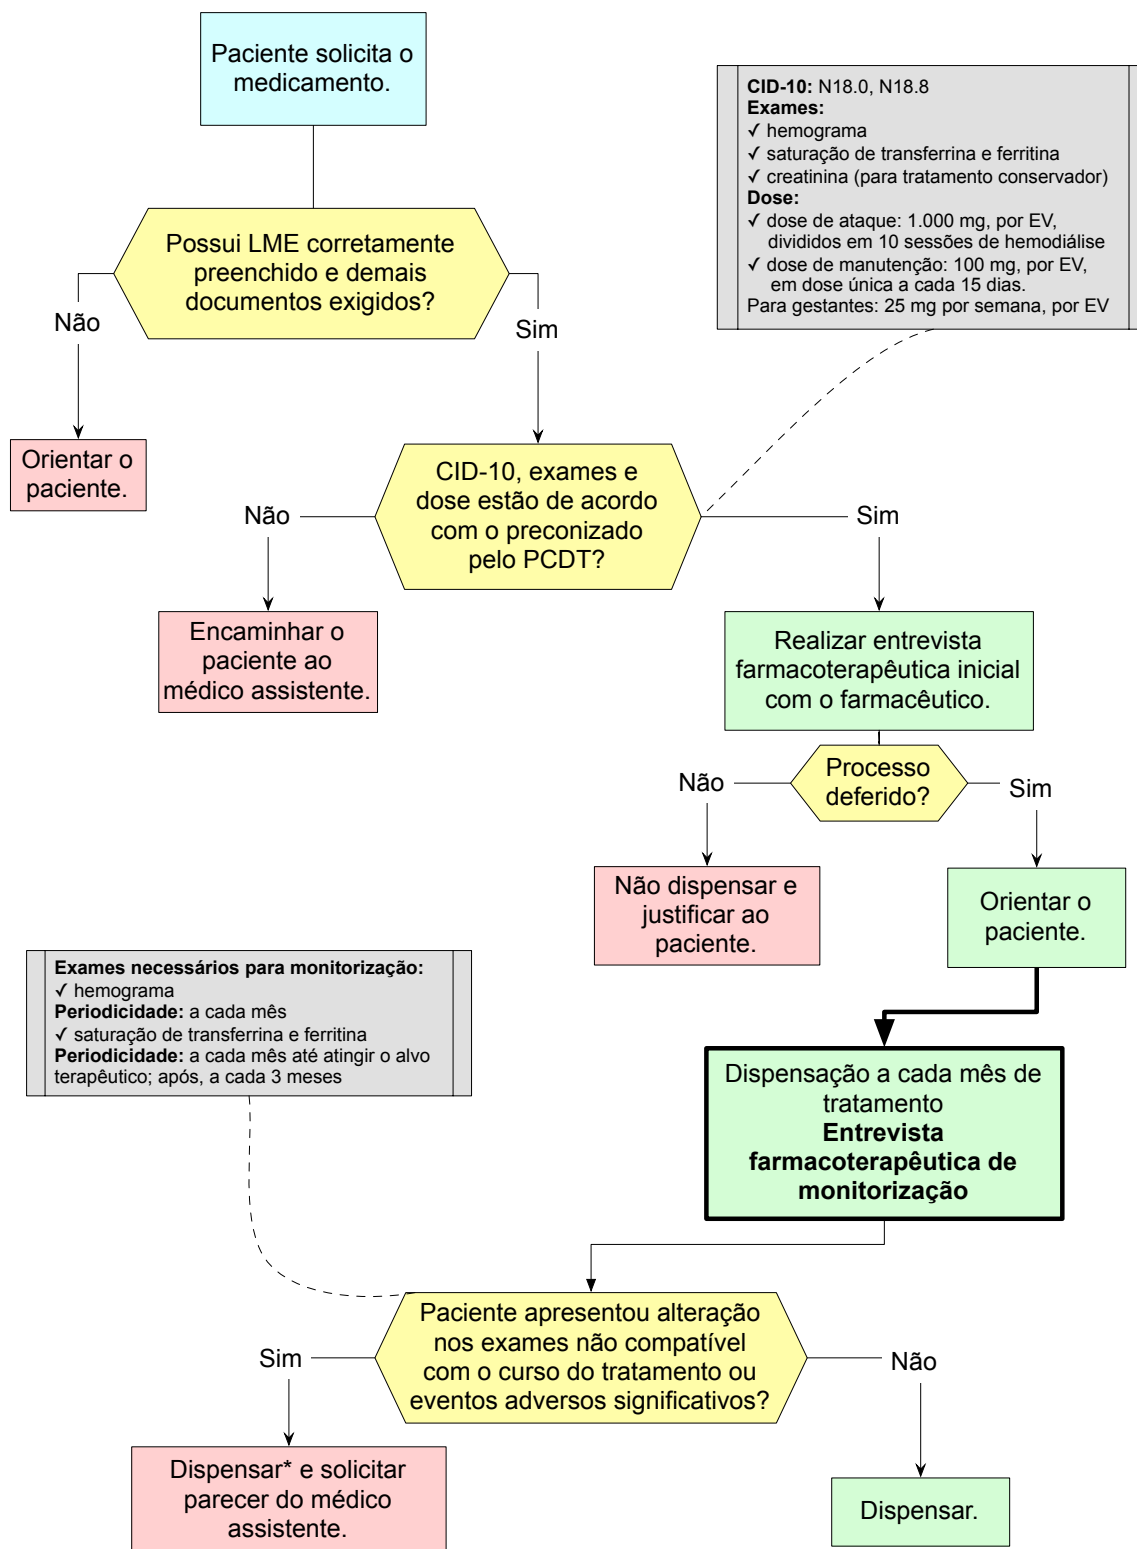 Paciente solicita o
medicamento.
CID-10: N18.0, N18.8
Exames:
✓ hemograma
✓ saturação de transferrina e ferritina
✓ creatinina (para tratamento conservador)
Dose:
✓ dose de ataque: 1.000 mg, por EV,
divididos em 10 sessões de hemodiálise
✓ dose de manutenção: 100 mg, por EV,
em dose única a cada 15 dias.
Para gestantes: 25 mg por semana, por EV
Possui LME corretamente
preenchido e demais
documentos exigidos?
Não
Sim
Orientar o
paciente.
CID-10, exames e
dose estão de acordo
com o preconizado
pelo PCDT?
Não
Sim
Encaminhar o
paciente ao
médico assistente.
Realizar entrevista
farmacoterapêutica inicial
com o farmacêutico.
Processo
deferido?
Não
Sim
Não dispensar e
justificar ao
paciente.
Orientar o
paciente.
Exames necessários para monitorização:
✓ hemograma
Periodicidade: a cada mês
✓ saturação de transferrina e ferritina
Periodicidade: a cada mês até atingir o alvo
terapêutico; após, a cada 3 meses
Dispensação a cada mês de
tratamento
Entrevista
farmacoterapêutica de
monitorização
Paciente apresentou alteração
nos exames não compatível
com o curso do tratamento ou
eventos adversos significativos?
Sim
Não
Dispensar* e solicitar
parecer do médico
assistente.
Dispensar.